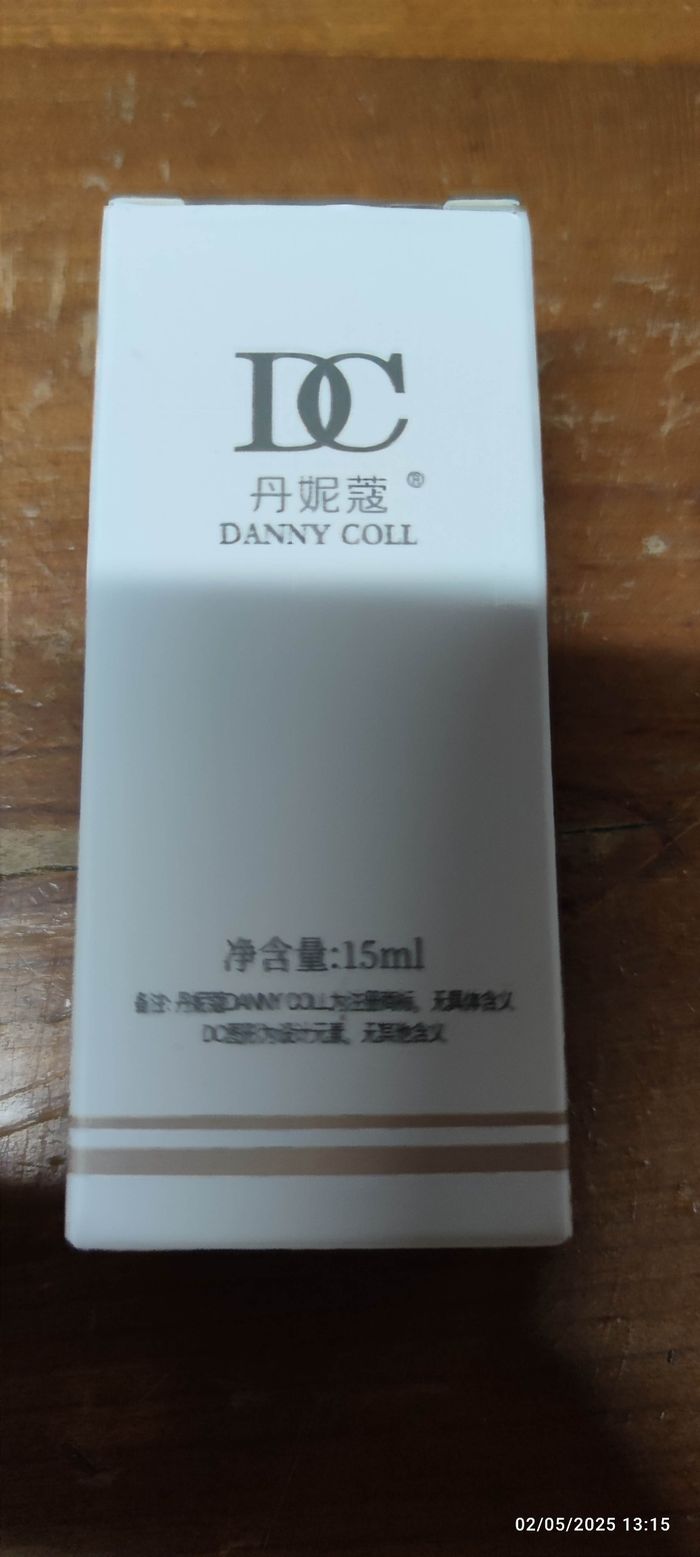 DC
丹妮蔻®
DANNY COLL
净含量:15ml
备注: 丹妮蔻DANNY COLL为注册商标，无具体含义
DC图形为设计元素，无其他含义
02/05/2025 13:15